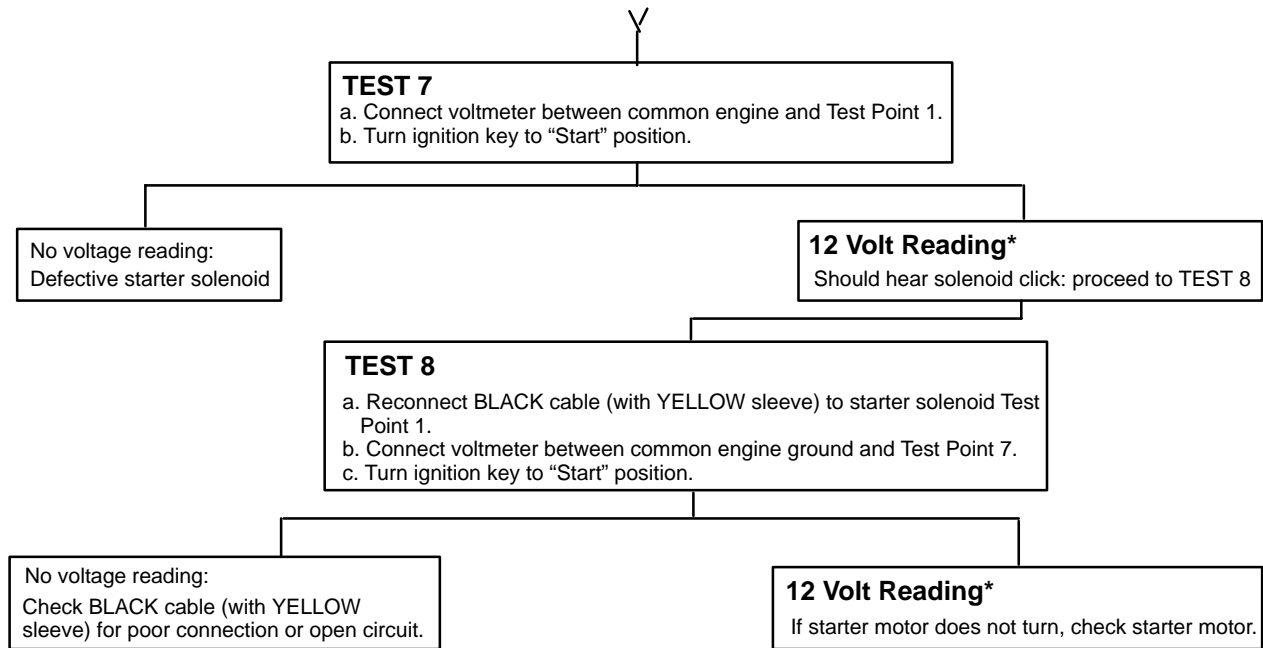 TEST 7
a. Connect voltmeter between common engine and Test Point 1.
b. Turn ignition key to “Start” position.
No voltage reading:
Defective starter solenoid
12 Volt Reading*
Should hear solenoid click: proceed to TEST 8
TEST 8
a. Reconnect BLACK cable (with YELLOW sleeve) to starter solenoid Test
Point 1.
b. Connect voltmeter between common engine ground and Test Point 7.
c. Turn ignition key to “Start” position.
No voltage reading:
Check BLACK cable (with YELLOW
sleeve) for poor connection or open circuit.
12 Volt Reading*
If starter motor does not turn, check starter motor.